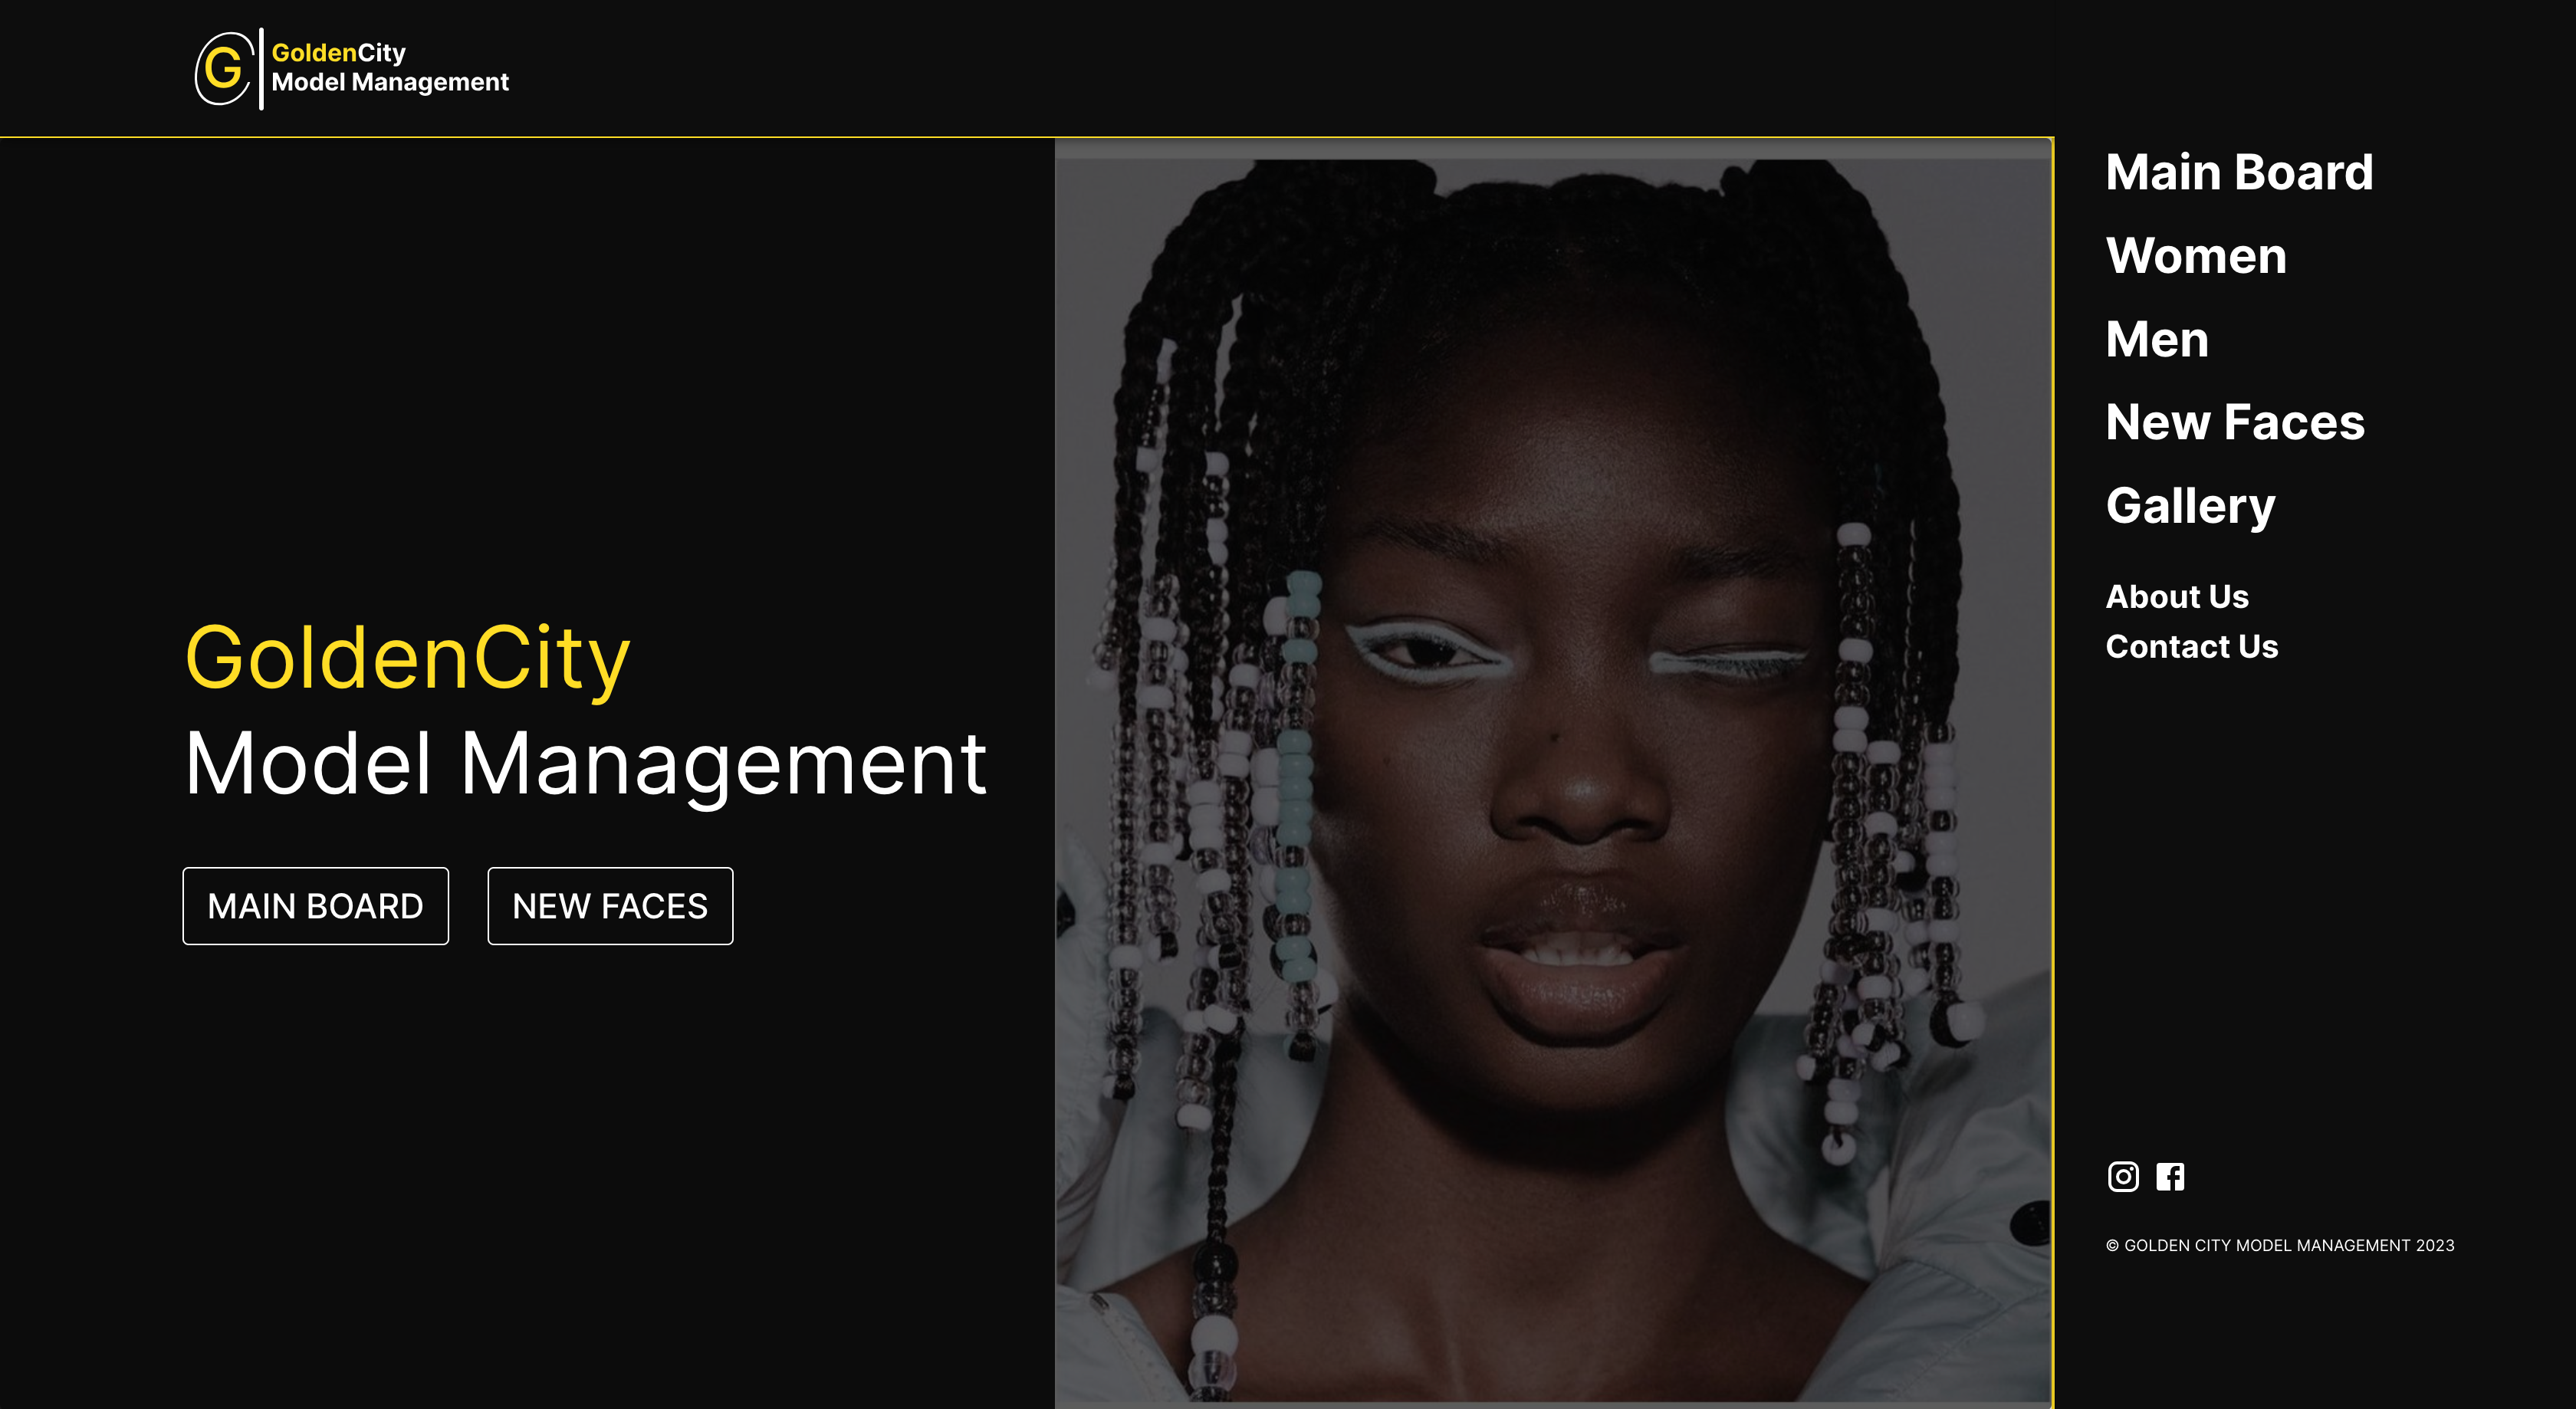 G
GoldenCity
Model Management
GoldenCity
Model Management
MAIN BOARD
NEW FACES
Main Board
Women
Men
New Faces
Gallery
About Us
Contact Us
© GOLDEN CITY MODEL MANAGEMENT 2023